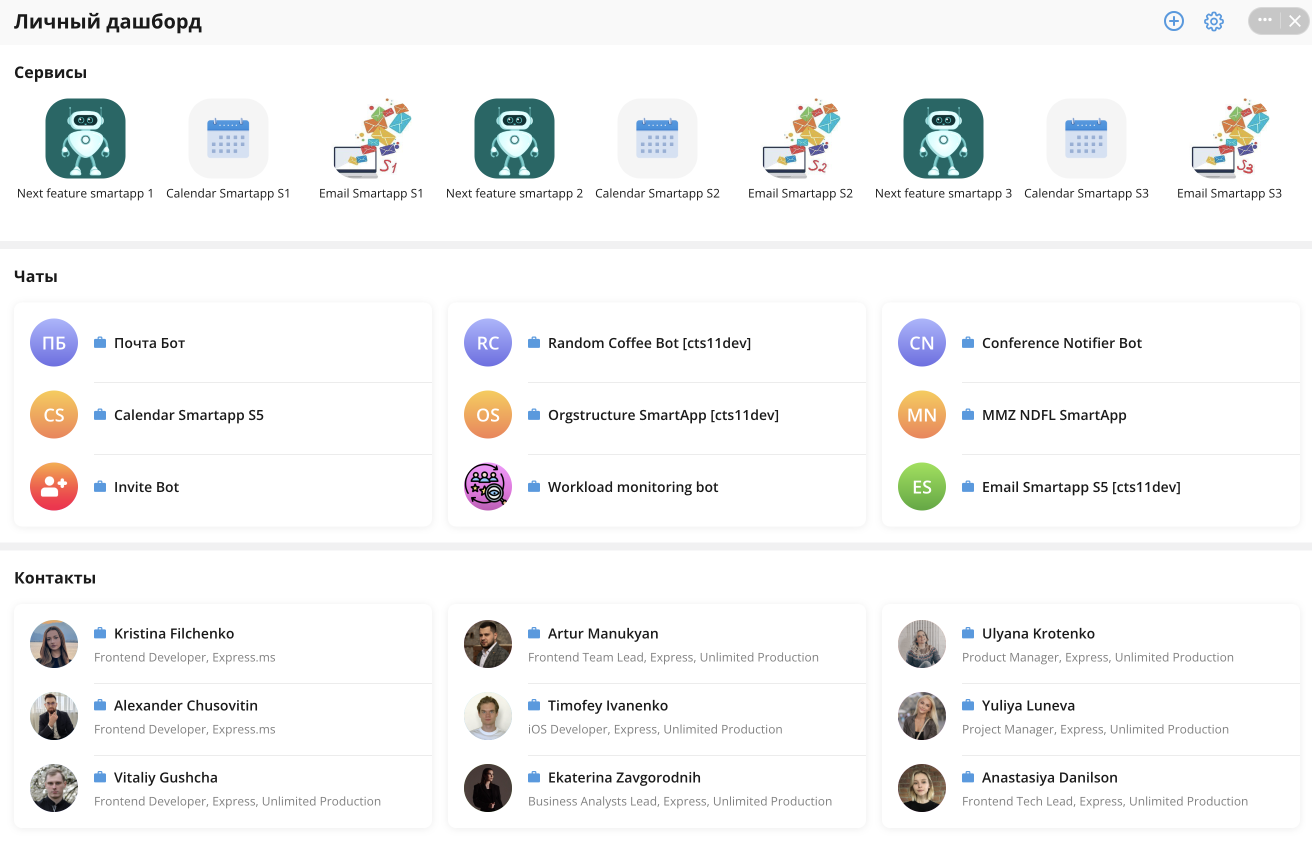 Личный дашборд
Сервисы
S1
S2
S3
Next feature smartapp 1
Calendar Smartapp S1
Email Smartapp S1
Next feature smartapp 2
Calendar Smartapp S2
Email Smartapp S2
Next feature smartapp 3
Calendar Smartapp S3
Email Smartapp S3
Чаты
ПБ
Почта Бот
RC
Random Coffee Bot [cts11dev]
CN
Conference Notifier Bot
CS
Calendar Smartapp S5
OS
Orgstructure SmartApp [cts11dev]
MN
MMZ NDFL SmartApp
Invite Bot
Workload monitoring bot
ES
Email Smartapp S5 [cts11dev]
Контакты
Kristina Filchenko
Frontend Developer, Express.ms
Artur Manukyan
Frontend Team Lead, Express, Unlimited Production
Ulyana Krotenko
Product Manager, Express, Unlimited Production
Alexander Chusovitin
Frontend Developer, Express.ms
Timofey Ivanenko
iOS Developer, Express, Unlimited Production
Yuliya Luneva
Project Manager, Express, Unlimited Production
Vitaliy Gushcha
Frontend Developer, Express, Unlimited Production
Ekaterina Zavgorodnih
Business Analysts Lead, Express, Unlimited Production
Anastasiya Danilson
Frontend Tech Lead, Express, Unlimited Production